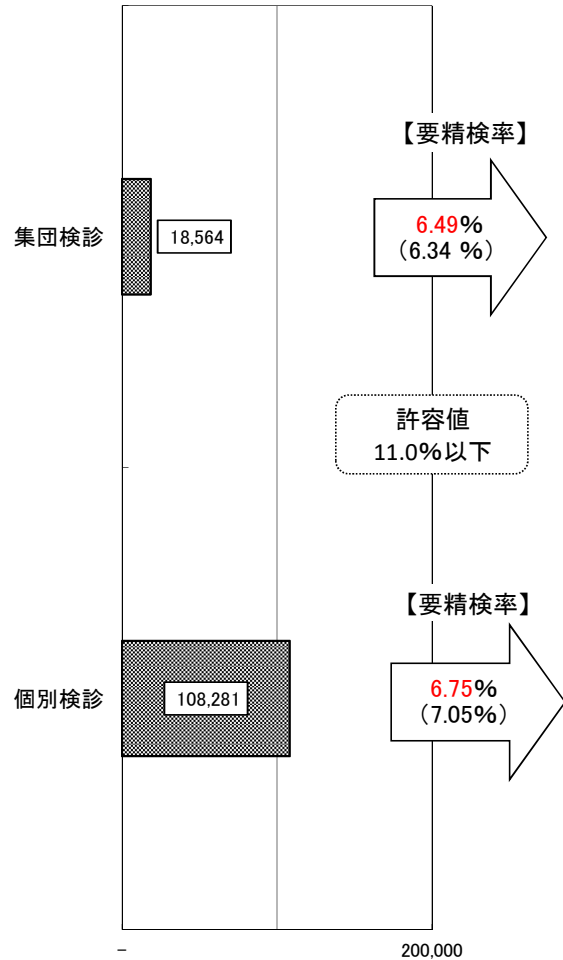 【要精検率】
集団検診
18,564
6.49%
（6.34 %）
許容値
11.0%以下
【要精検率】
個別検診
108,281
6.75%
（7.05%）
-
200,000